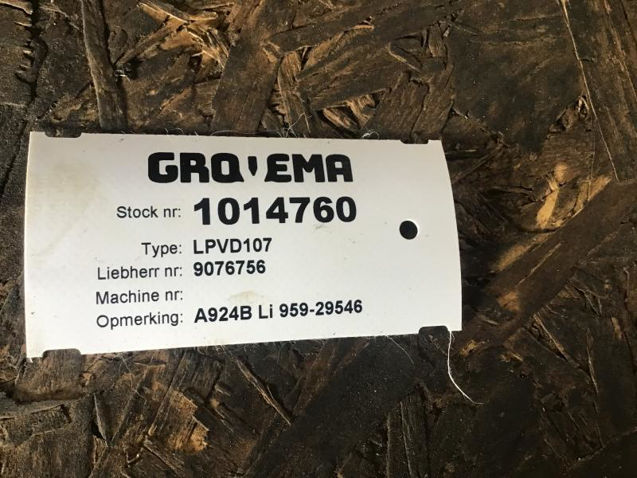 GROVEMA
Stock nr: 1014760
Type: LPVD107
Liebherr nr: 9076756
Machine nr:
Opmerking: A924B Li 959-29546